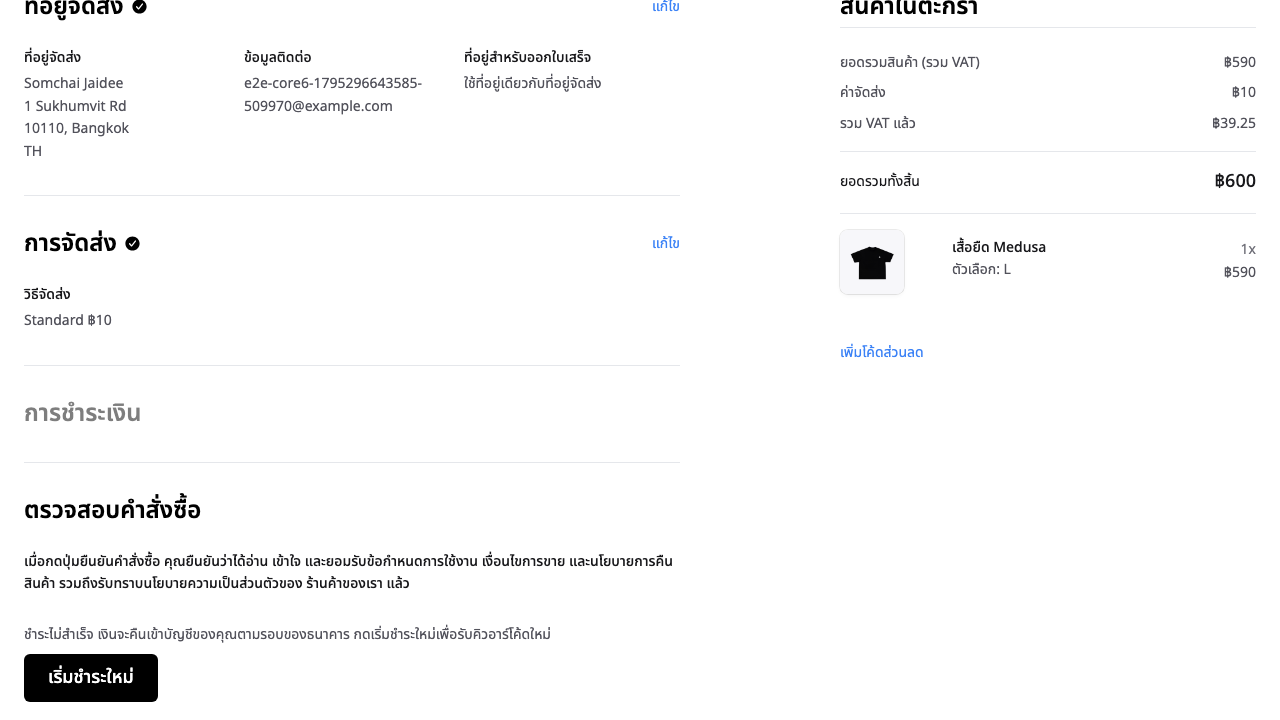 ที่อยู่จัดส่ง
แก้ไข
ที่อยู่จัดส่ง
Somchai Jaidee
1 Sukhumvit Rd
10110, Bangkok
TH
ข้อมูลติดต่อ
e2e-core6-1795296643585-
509970@example.com
ที่อยู่สำหรับออกใบเสร็จ
ใช้ที่อยู่เดียวกับที่อยู่จัดส่ง
การจัดส่ง
แก้ไข
วิธีจัดส่ง
Standard ฿10
การชำระเงิน
ตรวจสอบคำสั่งซื้อ
เมื่อกดปุ่มยืนยันคำสั่งซื้อ คุณยืนยันว่าได้อ่าน เข้าใจ และยอมรับข้อกำหนดการใช้งาน เงื่อนไขการขาย และนโยบายการคืน
สินค้า รวมถึงรับทราบนโยบายความเป็นส่วนตัวของ ร้านค้าของเรา แล้ว
ชำระไม่สำเร็จ เงินจะคืนเข้าบัญชีของคุณตามรอบของธนาคาร กดเริ่มชำระใหม่เพื่อรับคิวอาร์โค้ดใหม่
เริ่มชำระใหม่
สินค้าในตะกร้า
ยอดรวมสินค้า (รวม VAT) ฿590
ค่าจัดส่ง ฿10
รวม VAT แล้ว ฿39.25
ยอดรวมทั้งสิ้น ฿600
เสื้อยืด Medusa
ตัวเลือก: L
1x
฿590
เพิ่มโค้ดส่วนลด